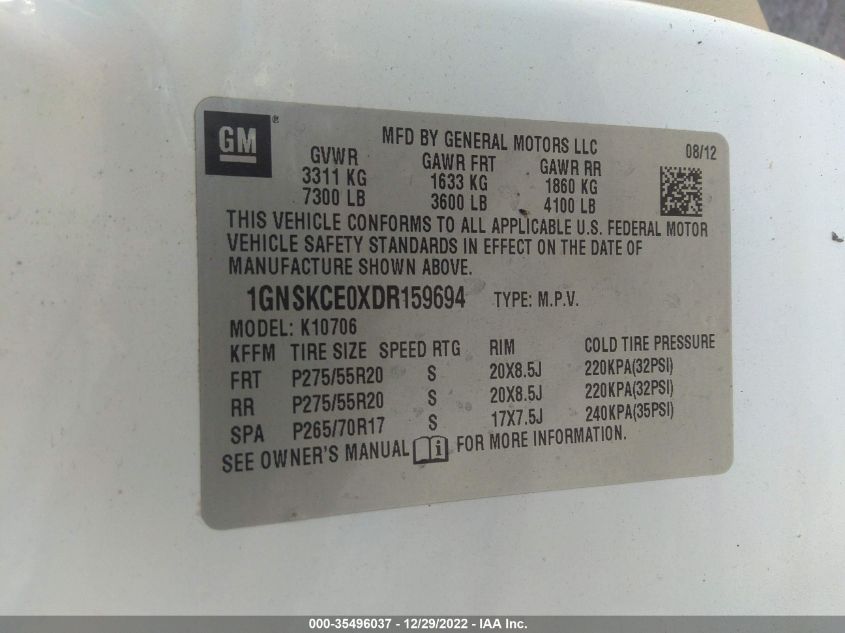 GM®
MFD BY GENERAL MOTORS LLC
08/12
GVWR GAWR FRT GAWR RR
3311 KG 1633 KG 1860 KG
7300 LB 3600 LB 4100 LB
THIS VEHICLE CONFORMS TO ALL APPLICABLE U.S. FEDERAL MOTOR
VEHICLE SAFETY STANDARDS IN EFFECT ON THE DATE OF
MANUFACTURE SHOWN ABOVE.
1GNSKCE0XDR159694 TYPE: M.P.V.
MODEL: K10706
KFFM TIRE SIZE SPEED RTG RIM COLD TIRE PRESSURE
FRT P275/55R20 S 20X8.5J 220KPA(32PSI)
RR P275/55R20 S 20X8.5J 220KPA(32PSI)
SPA P265/70R17 S 17X7.5J 240KPA(35PSI)
SEE OWNER'S MANUAL i FOR MORE INFORMATION.
000-35496037 - 12/29/2022 - IAA Inc.